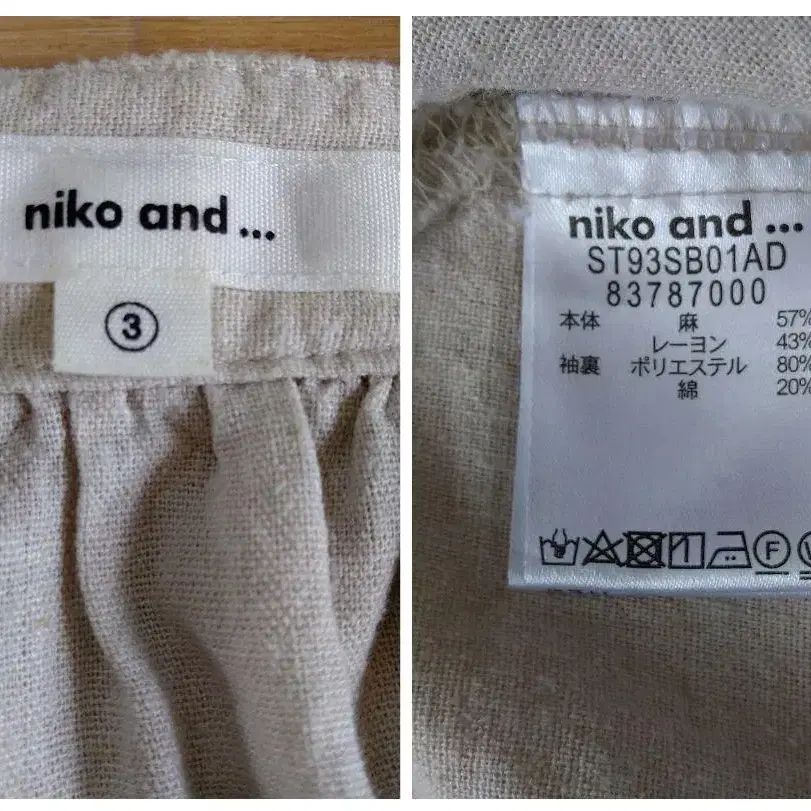 niko and ...
3
niko and ...
ST93SB01AD
83787000
本体 麻 57%
レーヨン 43%
袖裏 ポリエステル 80%
綿 20%
F